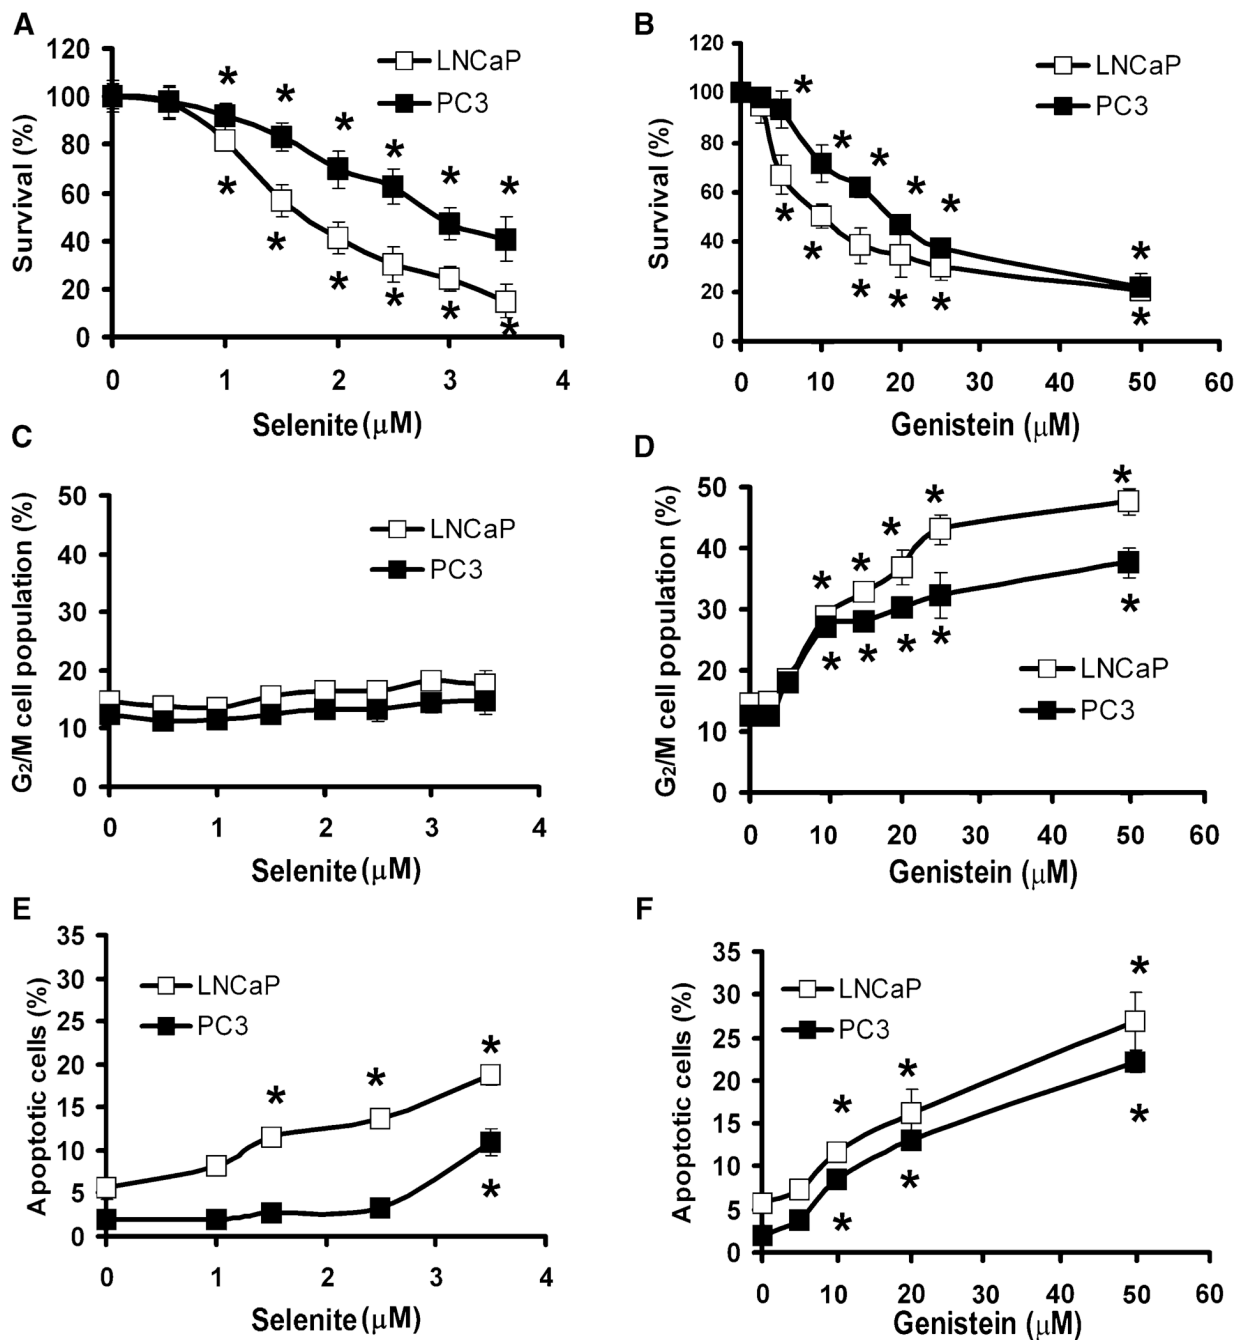 A
120
100
80
60
40
20
0
Survival (%)
LNCaP
PC3
* * * * * *
* * * * * *
0 1 2 3 4
Selenite (μM)
B
120
100
80
60
40
20
0
Survival (%)
LNCaP
PC3
* * * * * *
* * * * * *
0 10 20 30 40 50 60
Genistein (μM)
C
50
40
30
20
10
0
G2/M cell population (%)
LNCaP
PC3
0 1 2 3 4
Selenite (μM)
D
50
40
30
20
10
0
G2/M cell population (%)
* * * * *
* * * * *
LNCaP
PC3
0 10 20 30 40 50 60
Genistein (μM)
E
35
30
25
20
15
10
5
0
Apoptotic cells (%)
LNCaP
PC3
* * *
*
0 1 2 3 4
Selenite (μM)
F
35
30
25
20
15
10
5
0
Apoptotic cells (%)
LNCaP
PC3
* * *
* * *
0 10 20 30 40 50 60
Genistein (μM)